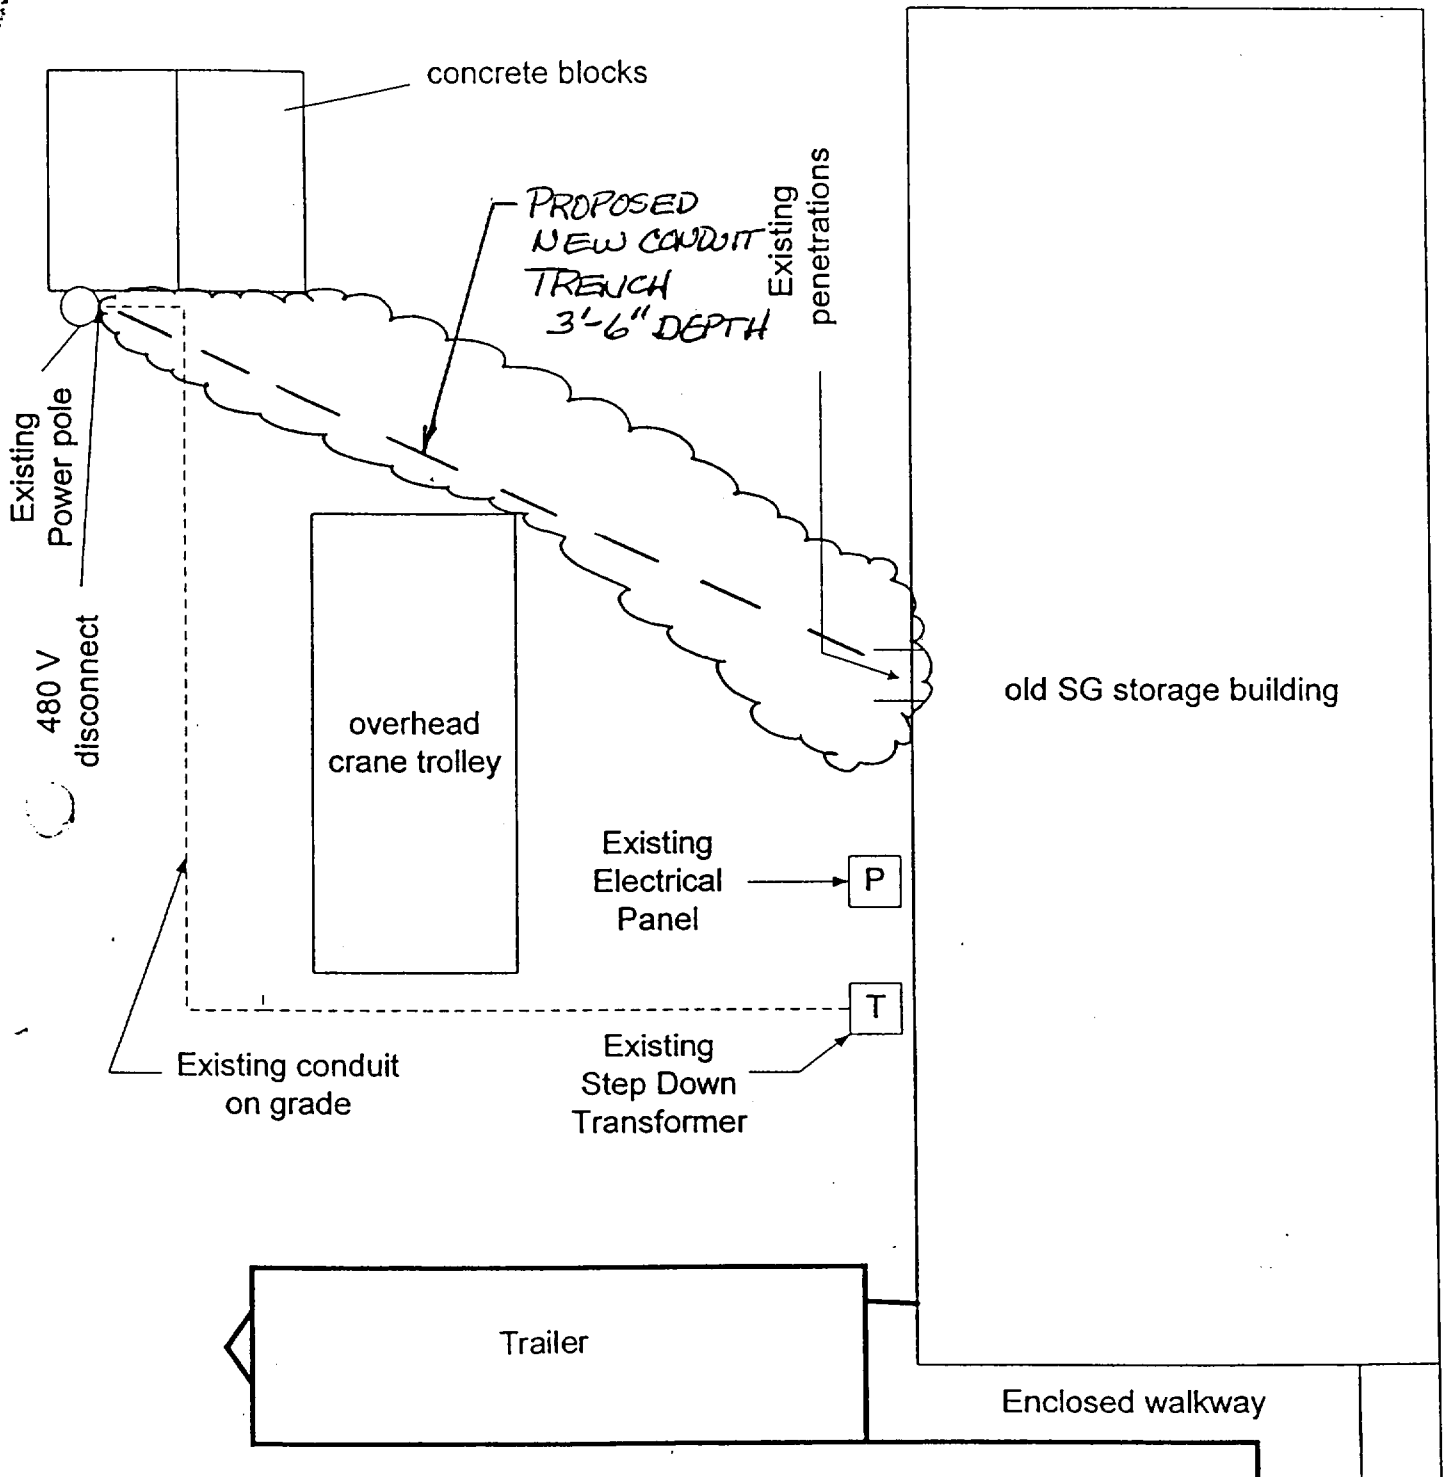 concrete blocks
PROPOSED
NEW CONDUIT
TRENCH
3'-6" DEPTH
Existing
penetrations
Existing
Power pole
480 V
disconnect
old SG storage building
overhead
crane trolley
Existing
Electrical
Panel
P
T
Existing conduit
on grade
Existing
Step Down
Transformer
Trailer
Enclosed walkway